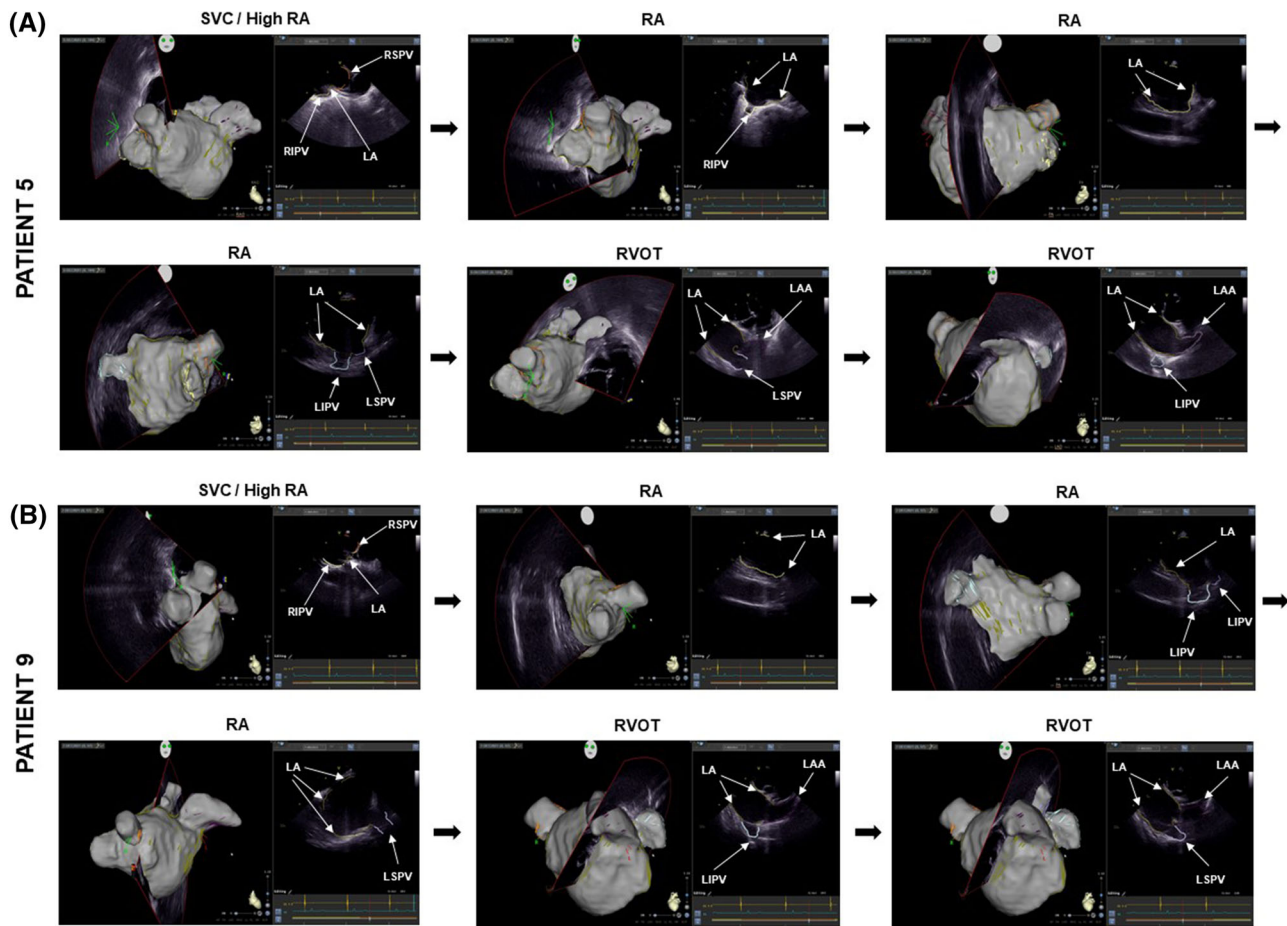 (A)
PATIENT 5
SVC / High RA
RSPV
RIPV
LA
RA
LA
RIPV
RA
LA
RA
LA
LIPV
LSPV
RVOT
LA
LAA
LSPV
RVOT
LA
LAA
LIPV
(B)
PATIENT 9
SVC / High RA
RSPV
RIPV
LA
RA
LA
RA
LA
LIPV
LIPV
RA
LA
LSPV
RVOT
LA
LAA
LIPV
RVOT
LA
LAA
LSPV